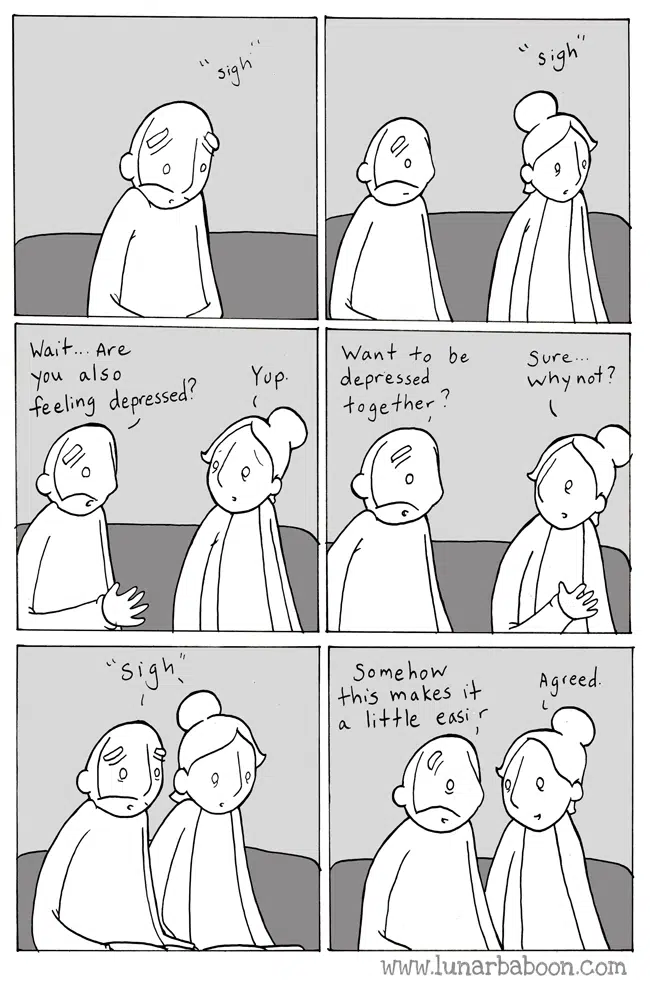 "sigh"
"sigh"
Wait... Are
you also
feeling depressed?
Yup.
Want to be
depressed
together?
Sure...
why not?
"sigh"
Somehow
this makes it
a little easir
Agreed.
www.lunarbaboon.com